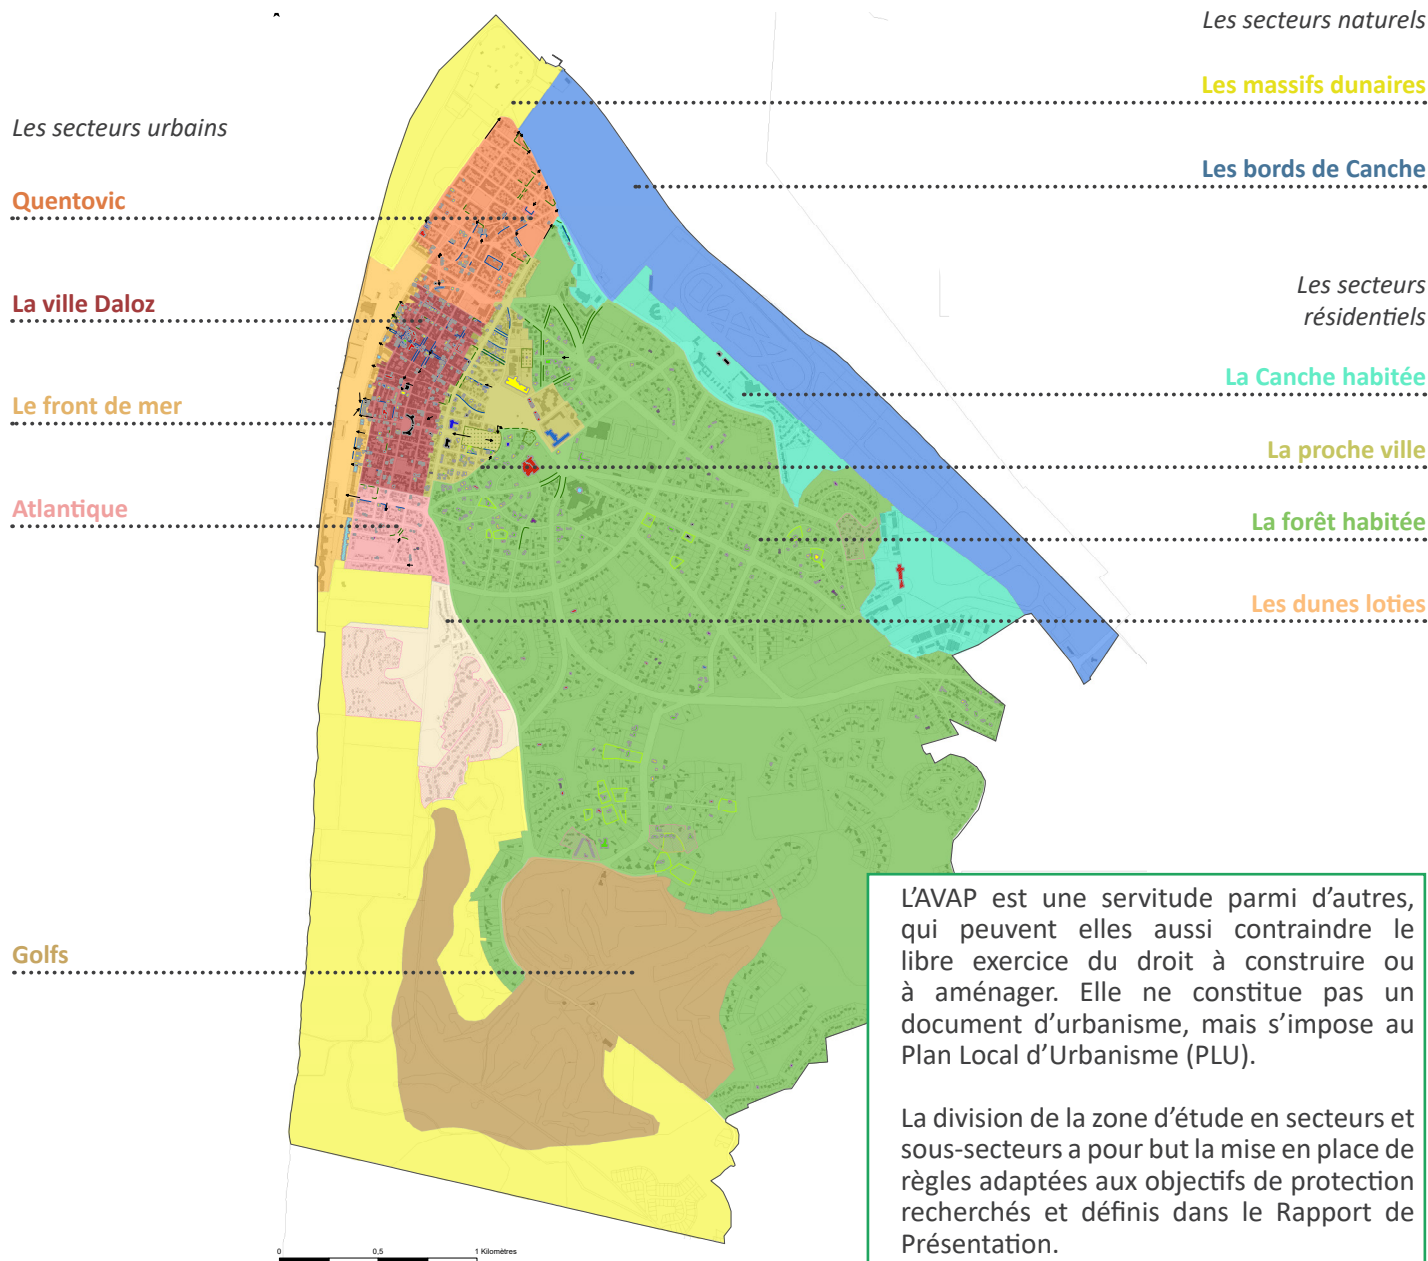 Les secteurs naturels
Les massifs dunaires
Les secteurs urbains
Les bords de Canche
Quentovic
Les secteurs
résidentiels
La ville Daloz
La Canche habitée
Le front de mer
La proche ville
Atlantique
La forêt habitée
Les dunes loties
Golfs
L'AVAP est une servitude parmi d'autres,
qui peuvent elles aussi contraindre le
libre exercice du droit à construire ou
à aménager. Elle ne constitue pas un
document d'urbanisme, mais s'impose au
Plan Local d'Urbanisme (PLU).
La division de la zone d'étude en secteurs et
sous-secteurs a pour but la mise en place de
règles adaptées aux objectifs de protection
recherchés et définis dans le Rapport de
Présentation.
0 0,5 1 Kilomètres